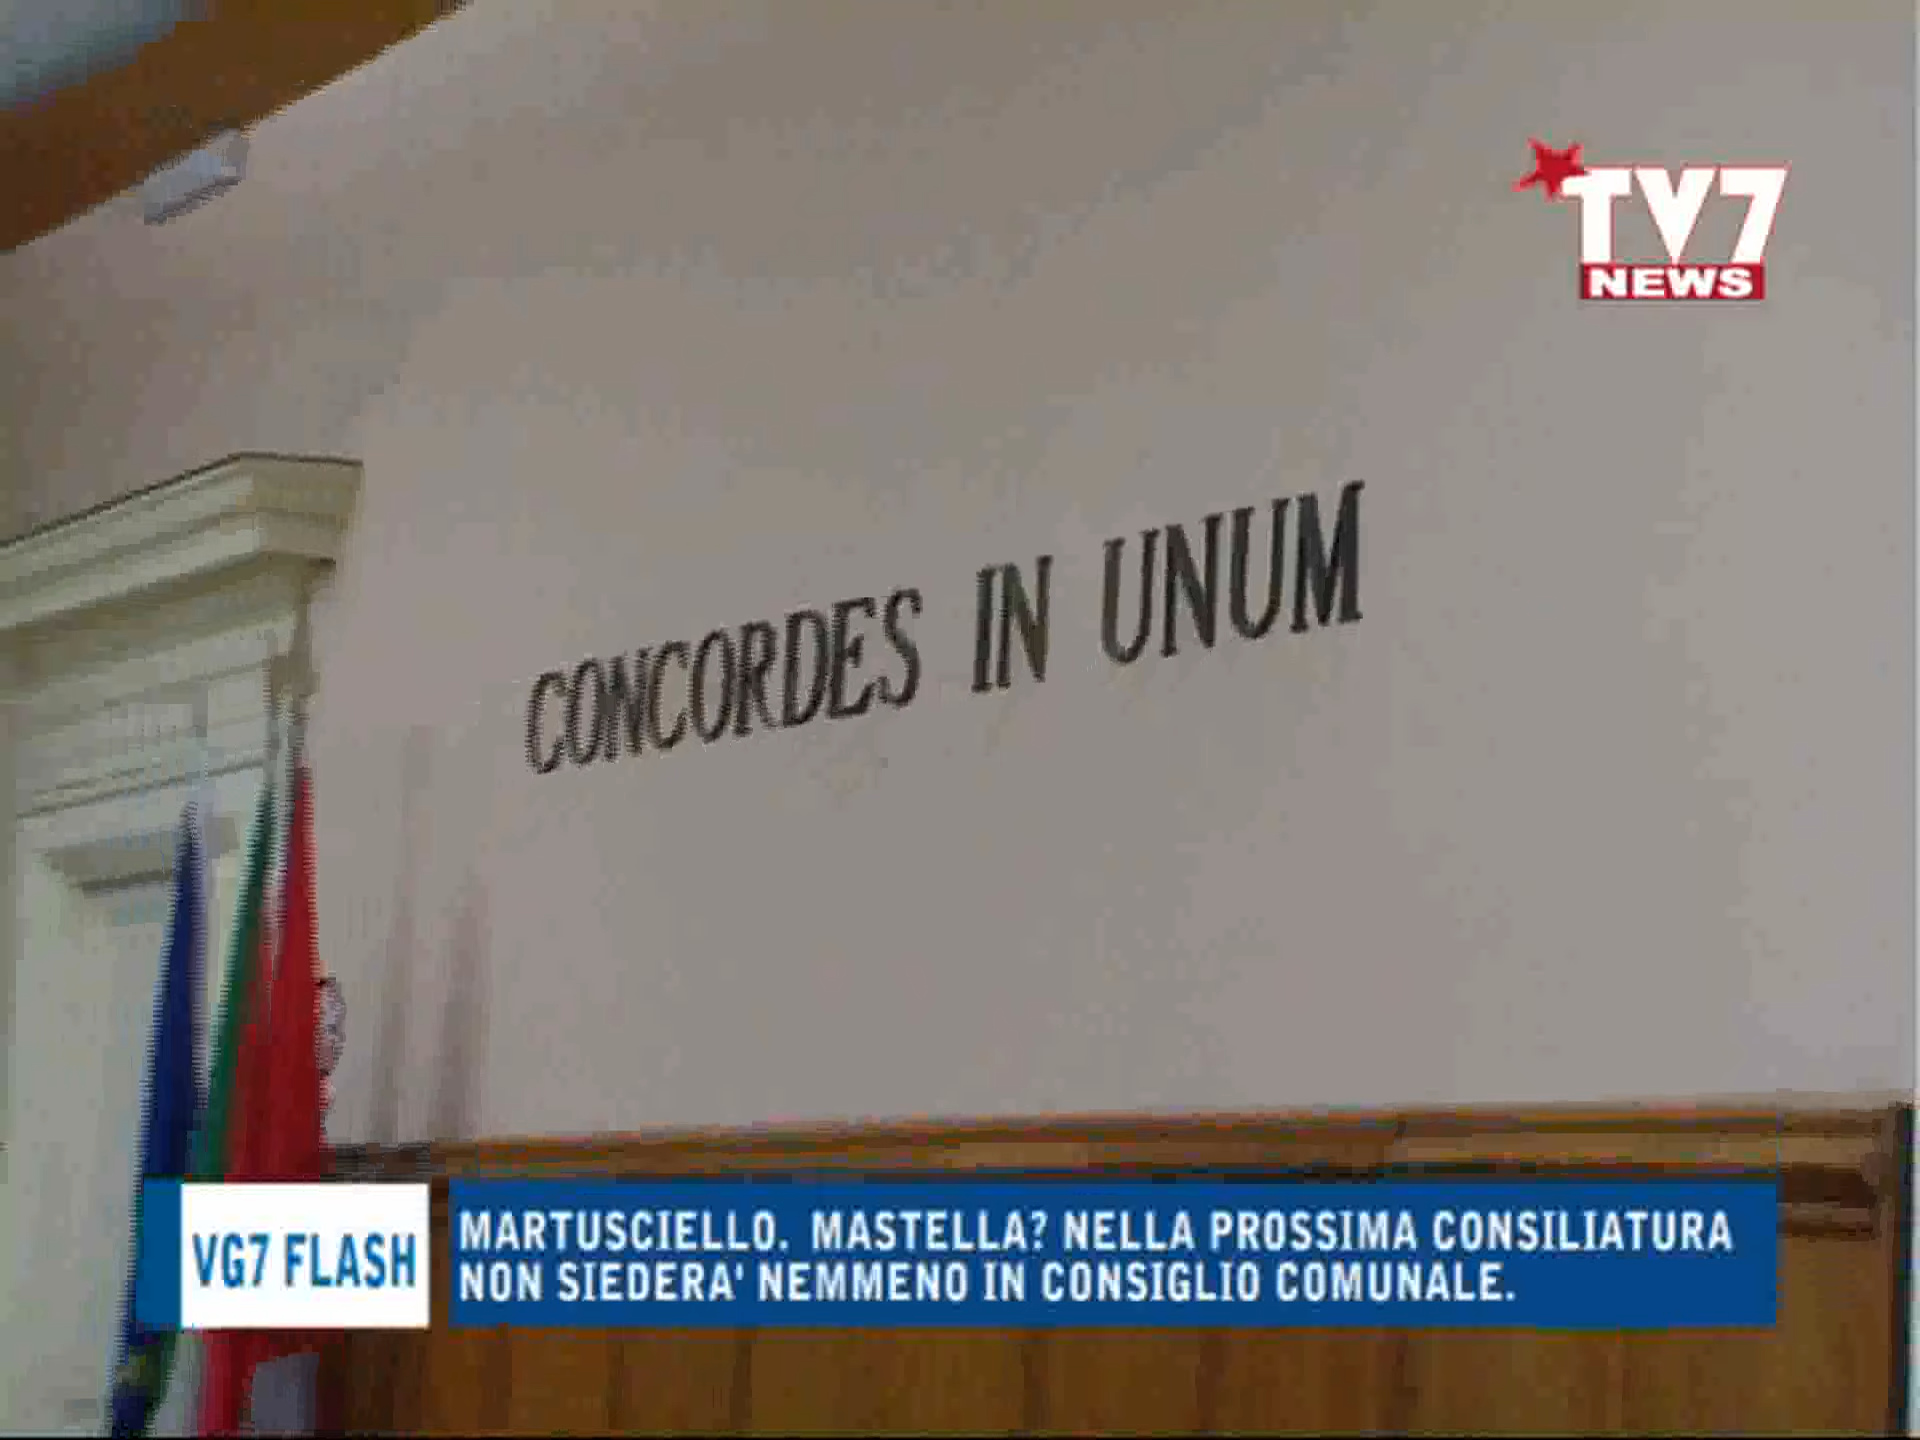 TV7
NEWS
CONCORDES IN UNUM
VG7 FLASH
MARTUSCIELLO. MASTELLA? NELLA PROSSIMA CONSILIATURA
NON SIEDERA' NEMMENO IN CONSIGLIO COMUNALE.